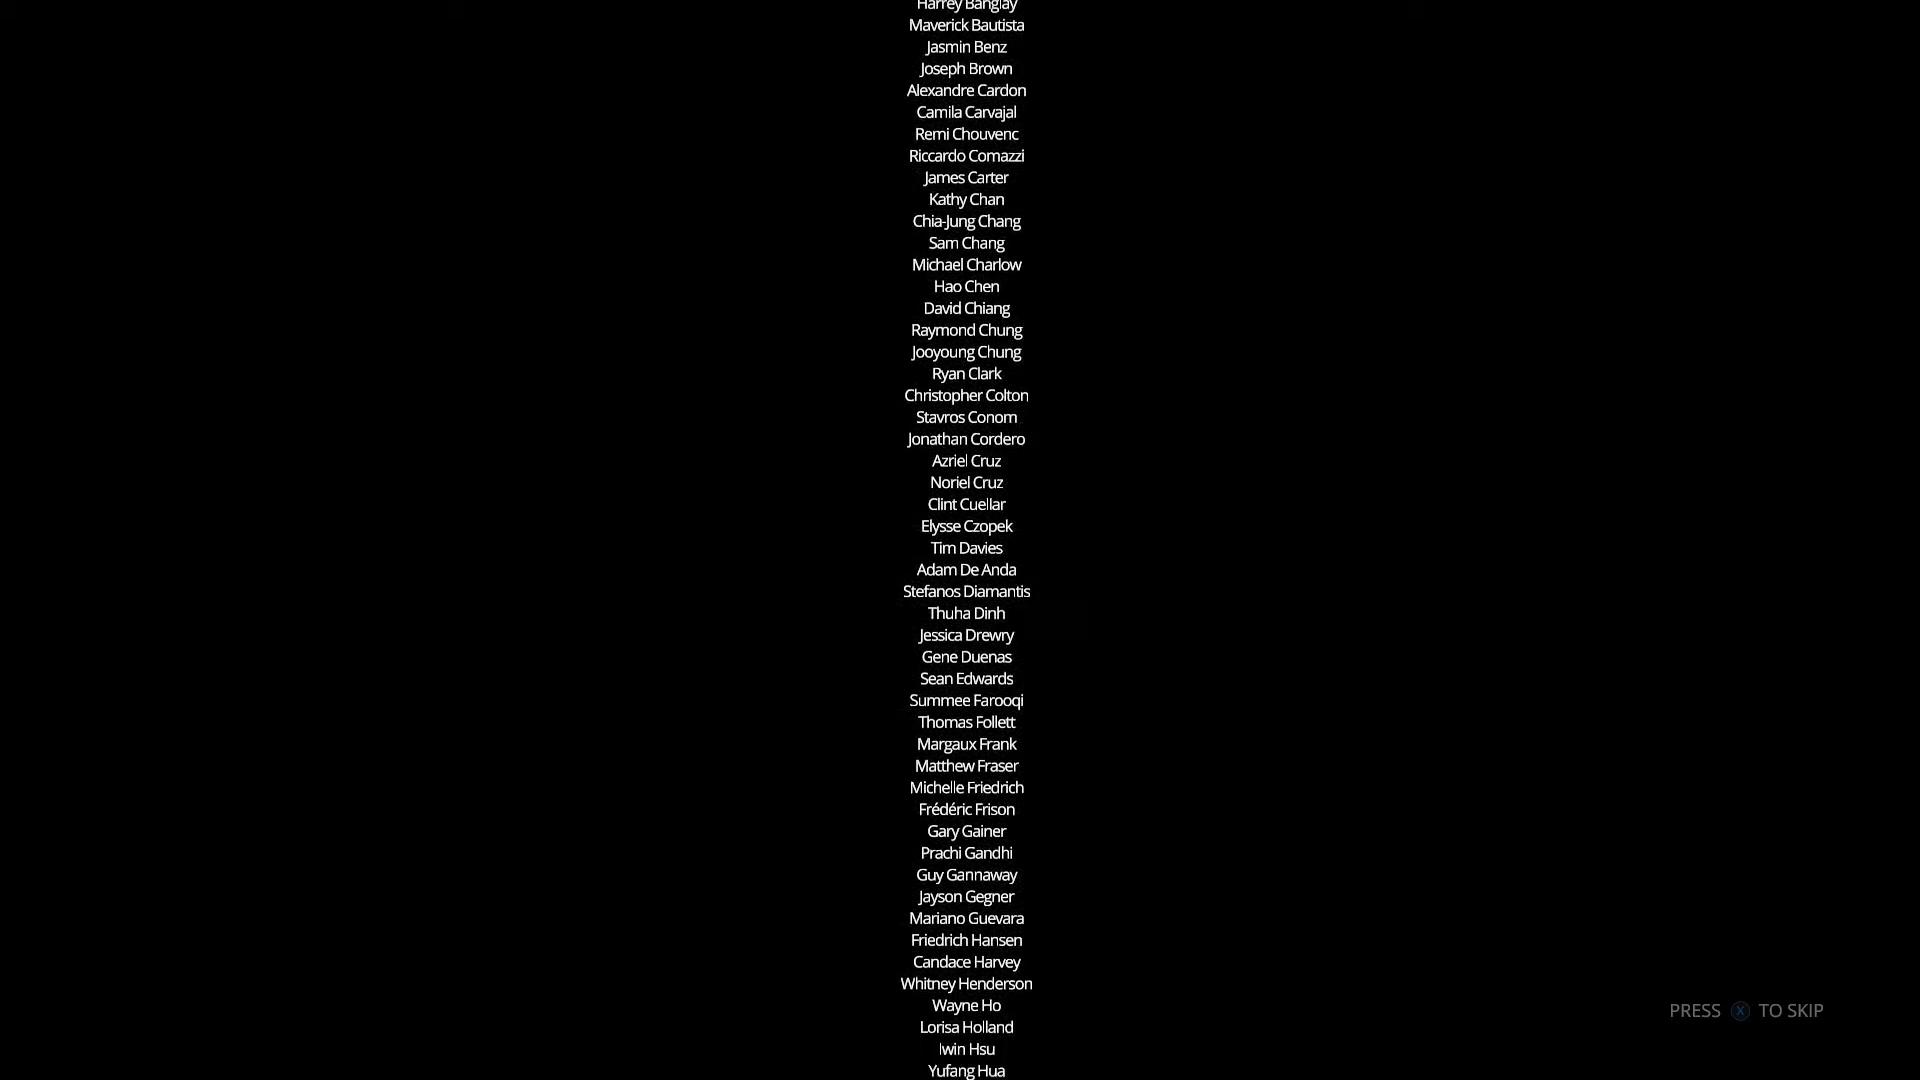 Harrey Banglay
Maverick Bautista
Jasmin Benz
Joseph Brown
Alexandre Cardon
Camila Carvajal
Remi Chouvenc
Riccardo Comazzi
James Carter
Kathy Chan
Chia-Jung Chang
Sam Chang
Michael Charlow
Hao Chen
David Chiang
Raymond Chung
Jooyoung Chung
Ryan Clark
Christopher Colton
Stavros Conom
Jonathan Cordero
Azriel Cruz
Noriel Cruz
Clint Cuellar
Elysse Czopek
Tim Davies
Adam De Anda
Stefanos Diamantis
Thuha Dinh
Jessica Drewry
Gene Duenas
Sean Edwards
Summee Farooqi
Thomas Follett
Margaux Frank
Matthew Fraser
Michelle Friedrich
Frédéric Frison
Gary Gainer
Prachi Gandhi
Guy Gannaway
Jayson Gegner
Mariano Guevara
Friedrich Hansen
Candace Harvey
Whitney Henderson
Wayne Ho
PRESS X TO SKIP
Lorisa Holland
Iwin Hsu
Yufang Hua